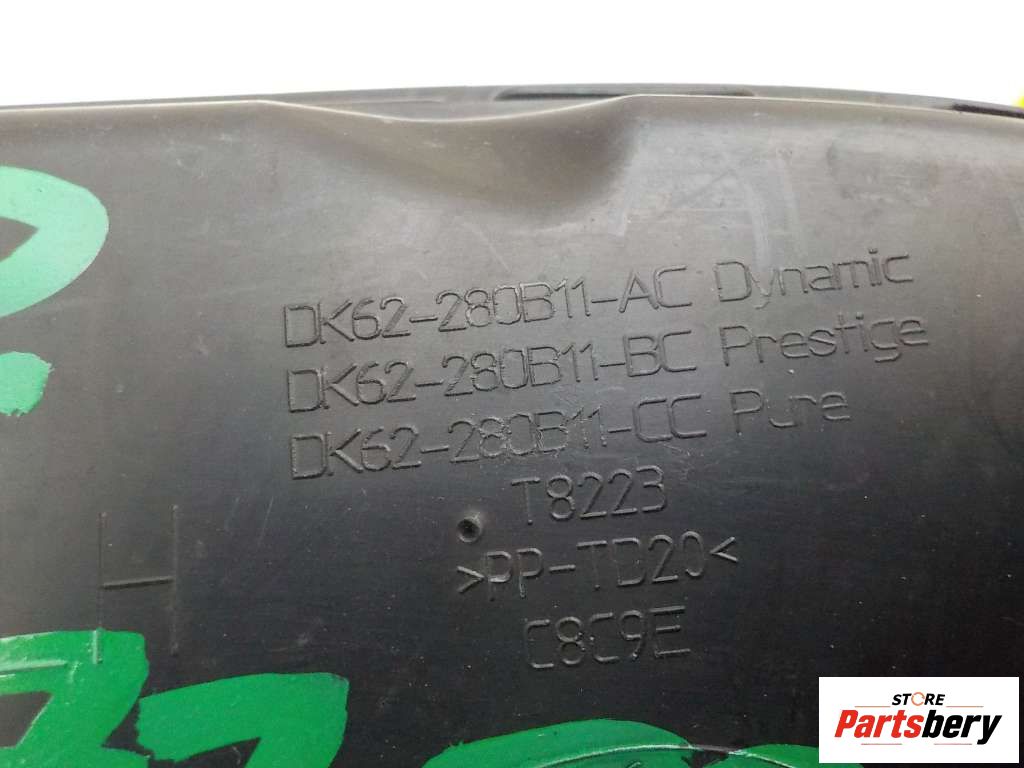 DK62-280B11-AC Dynamic
DK62-280B11-BC Prestige
DK62-280B11-CC Pure
T8223
>PP-TD20<
C8C9E
STORE
Partsbery